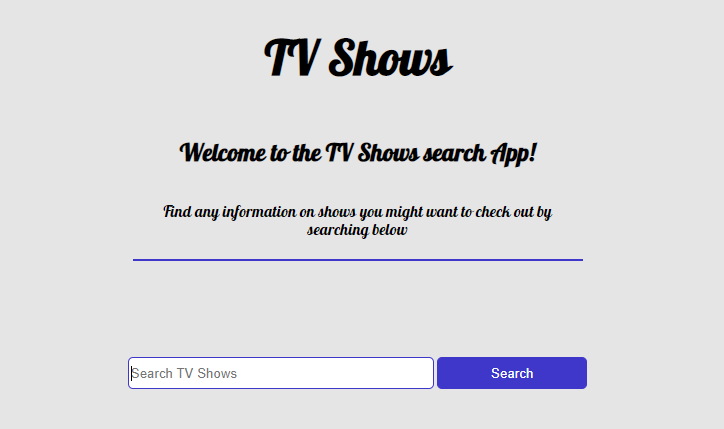 TV Shows
Welcome to the TV Shows search App!
Find any information on shows you might want to check out by
searching below
Search TV Shows
Search